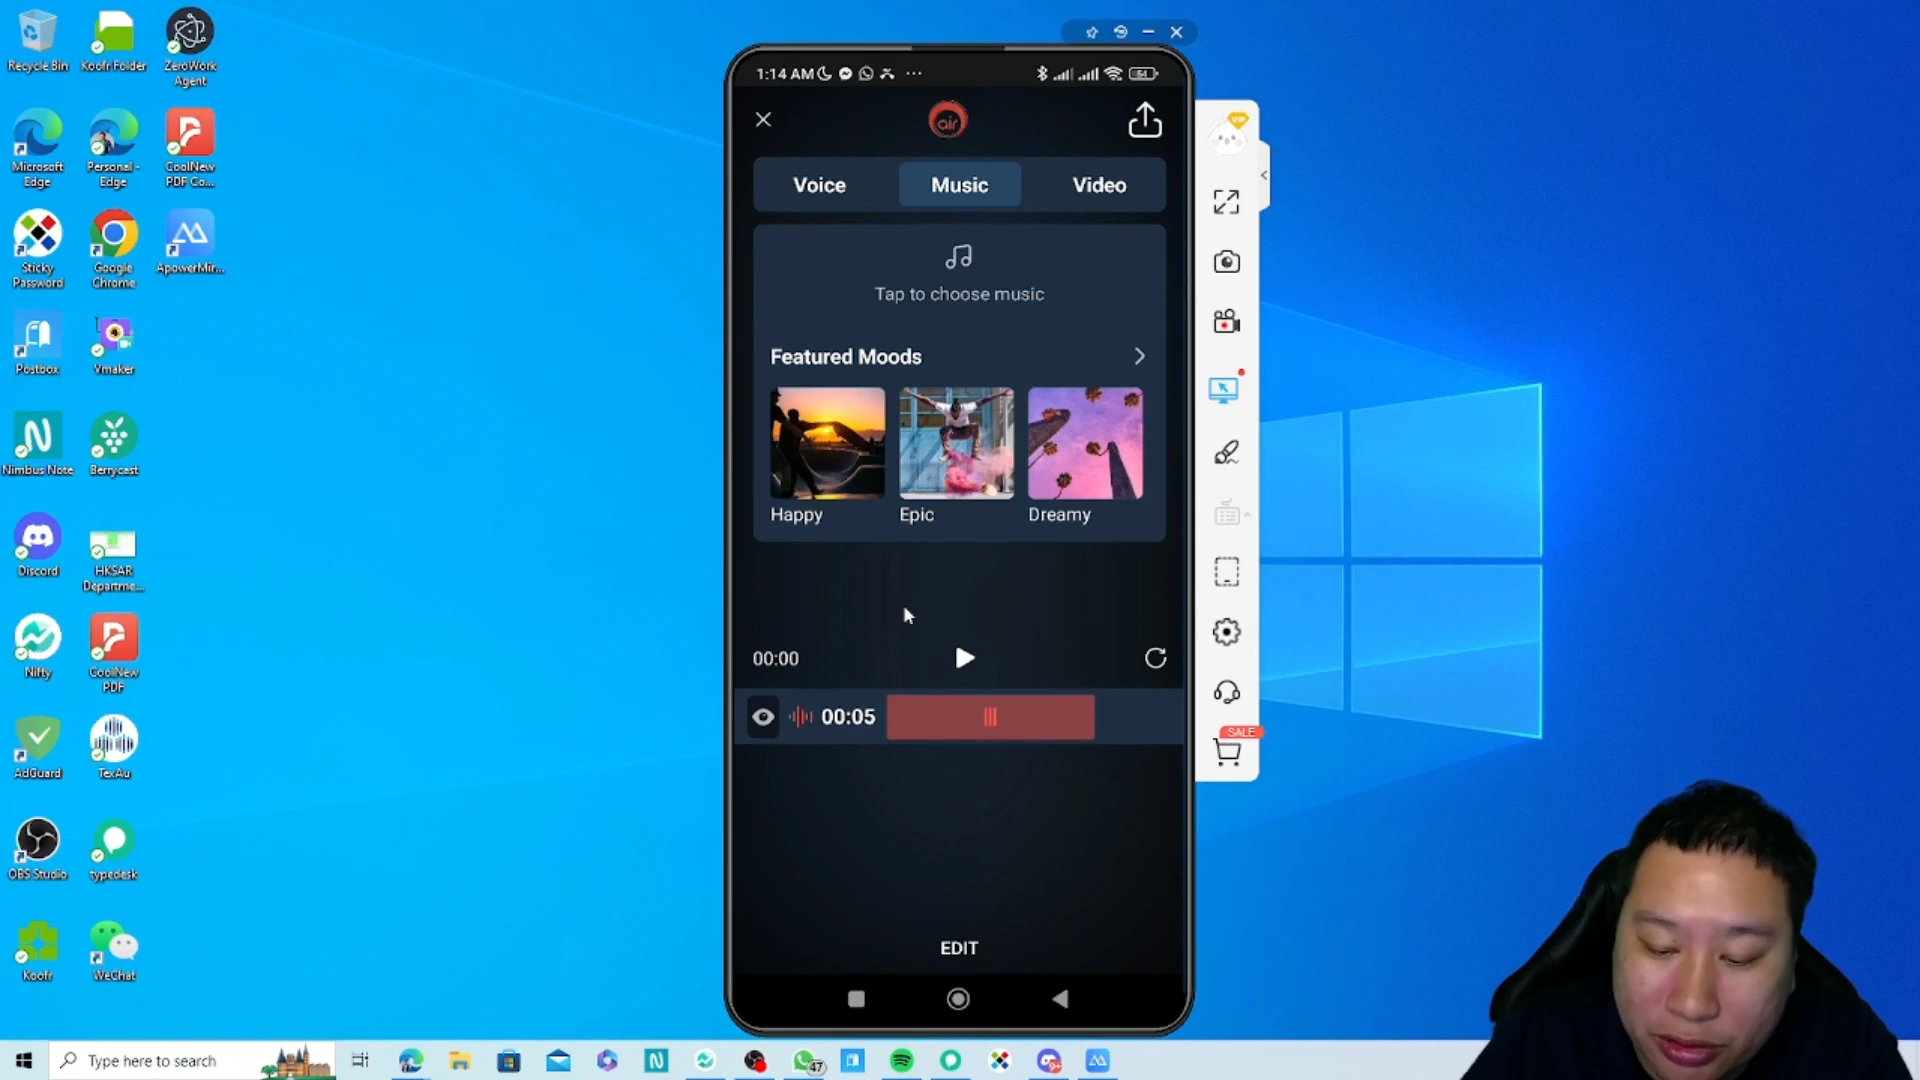 Recycle Bin
Koofr Folder
ZeroWork
Agent
Microsoft
Edge
Personal -
Edge
CoolNew
PDF Co...
Sticky
Password
Google
Chrome
ApowerMir...
Postbox
Vmaker
Nimbus Note
Berrycast
Discord
HKSAR
Departme...
Nifty
CoolNew
PDF
AdGuard
TexAu
OBS Studio
typedesk
Koofr
WeChat
1:14 AM
54
air
Voice
Music
Video
Tap to choose music
Featured Moods
Happy
Epic
Dreamy
00:00
00:05
EDIT
VIP
SALE
Type here to search
47
9+